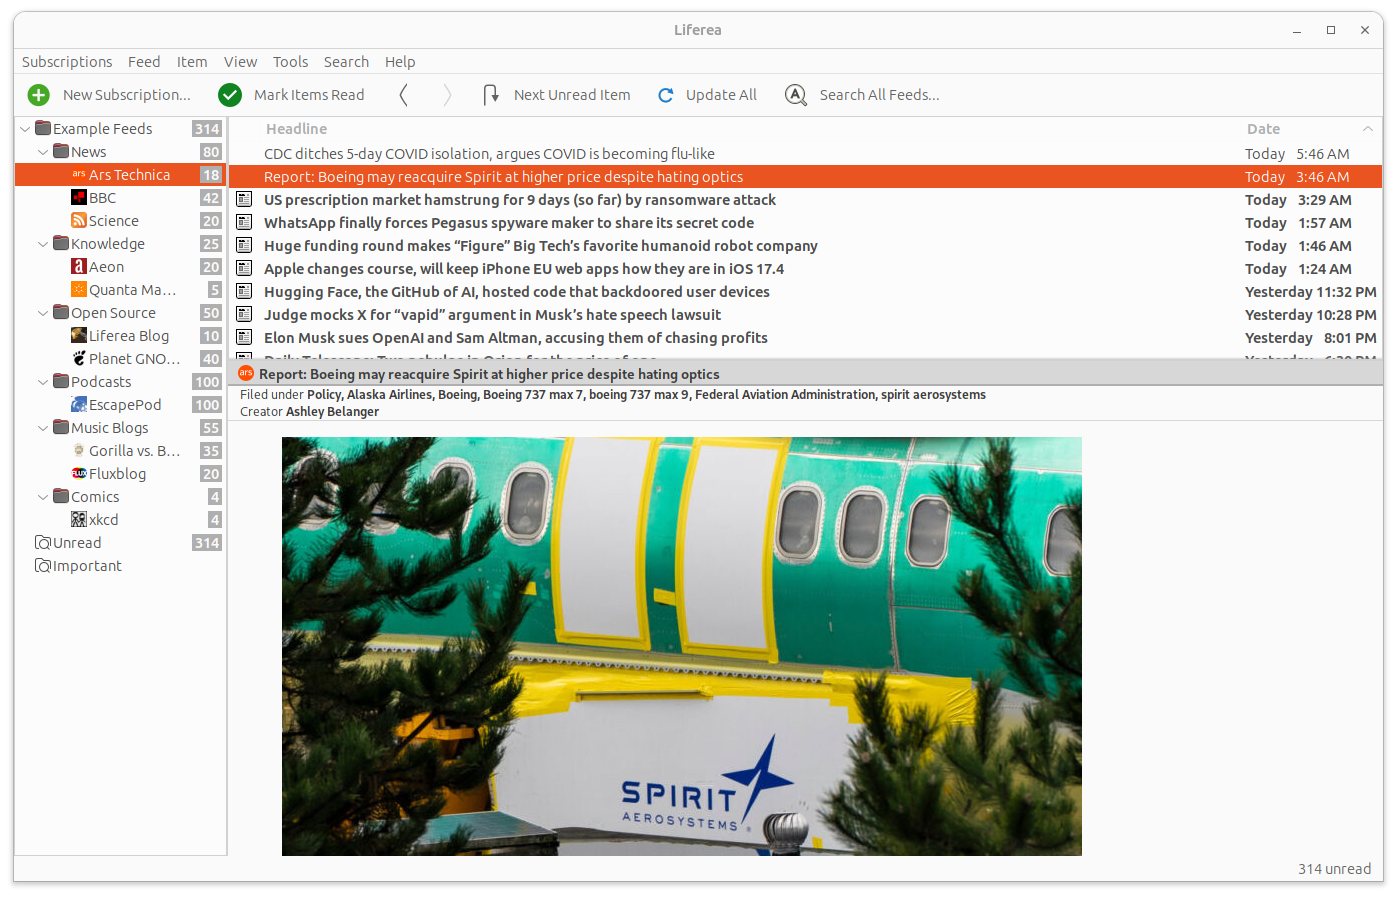 Liferea
Subscriptions Feed Item View Tools Search Help
New Subscription... Mark Items Read Next Unread Item Update All Search All Feeds...
Example Feeds 314
News 80
ars Ars Technica 18
BBC 42
Science 20
Knowledge 25
a Aeon 20
Quanta Ma... 5
Open Source 50
Liferea Blog 10
Planet GNO... 40
Podcasts 100
EscapePod 100
Music Blogs 55
Gorilla vs. B... 35
FLUX Fluxblog 20
Comics 4
xkcd 4
Unread 314
Important
Headline Date
CDC ditches 5-day COVID isolation, argues COVID is becoming flu-like Today 5:46 AM
Report: Boeing may reacquire Spirit at higher price despite hating optics Today 3:46 AM
US prescription market hamstrung for 9 days (so far) by ransomware attack Today 3:29 AM
WhatsApp finally forces Pegasus spyware maker to share its secret code Today 1:57 AM
Huge funding round makes “Figure” Big Tech’s favorite humanoid robot company Today 1:46 AM
Apple changes course, will keep iPhone EU web apps how they are in iOS 17.4 Today 1:24 AM
Hugging Face, the GitHub of AI, hosted code that backdoored user devices Yesterday 11:32 PM
Judge mocks X for “vapid” argument in Musk’s hate speech lawsuit Yesterday 10:28 PM
Elon Musk sues OpenAI and Sam Altman, accusing them of chasing profits Yesterday 8:01 PM
ars Report: Boeing may reacquire Spirit at higher price despite hating optics
Filed under Policy, Alaska Airlines, Boeing, Boeing 737 max 7, boeing 737 max 9, Federal Aviation Administration, spirit aerosystems
Creator Ashley Belanger
SPIRIT
AEROSYSTEMS
314 unread